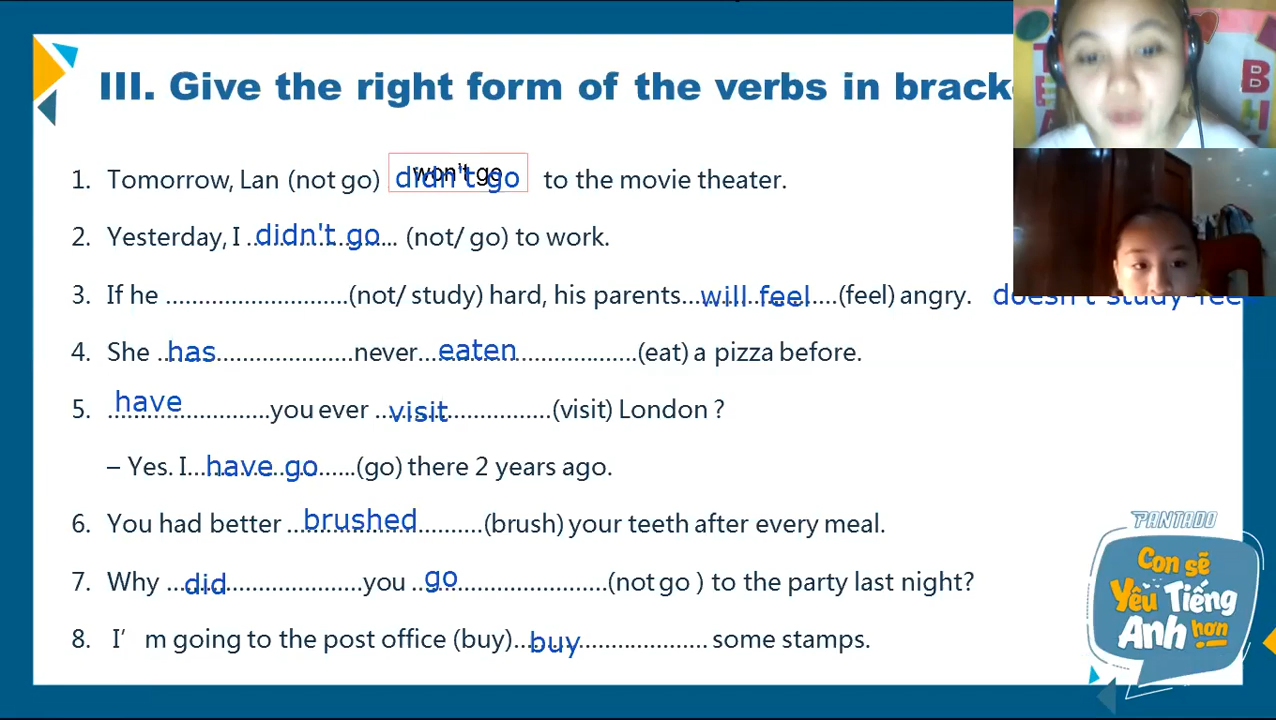 III. Give the right form of the verbs in brack
1. Tomorrow, Lan (not go) won't go didn't go to the movie theater.
2. Yesterday, I ..didn't go... (not/ go) to work.
3. If he ............................(not/ study) hard, his parents...will feel....(feel) angry. doesn't study-feel
4. She ..has.....................never..eaten..................(eat) a pizza before.
5. have.............you ever ...visit................(visit) London ?
– Yes. I...have go......(go) there 2 years ago.
6. You had better ...brushed..........(brush) your teeth after every meal.
7. Why ...did.....................you ..go.......................(not go ) to the party last night?
8. I' m going to the post office (buy)...buy.................... some stamps.
PANTADO
Con sẽ
Yêu Tiếng
Anh hơn